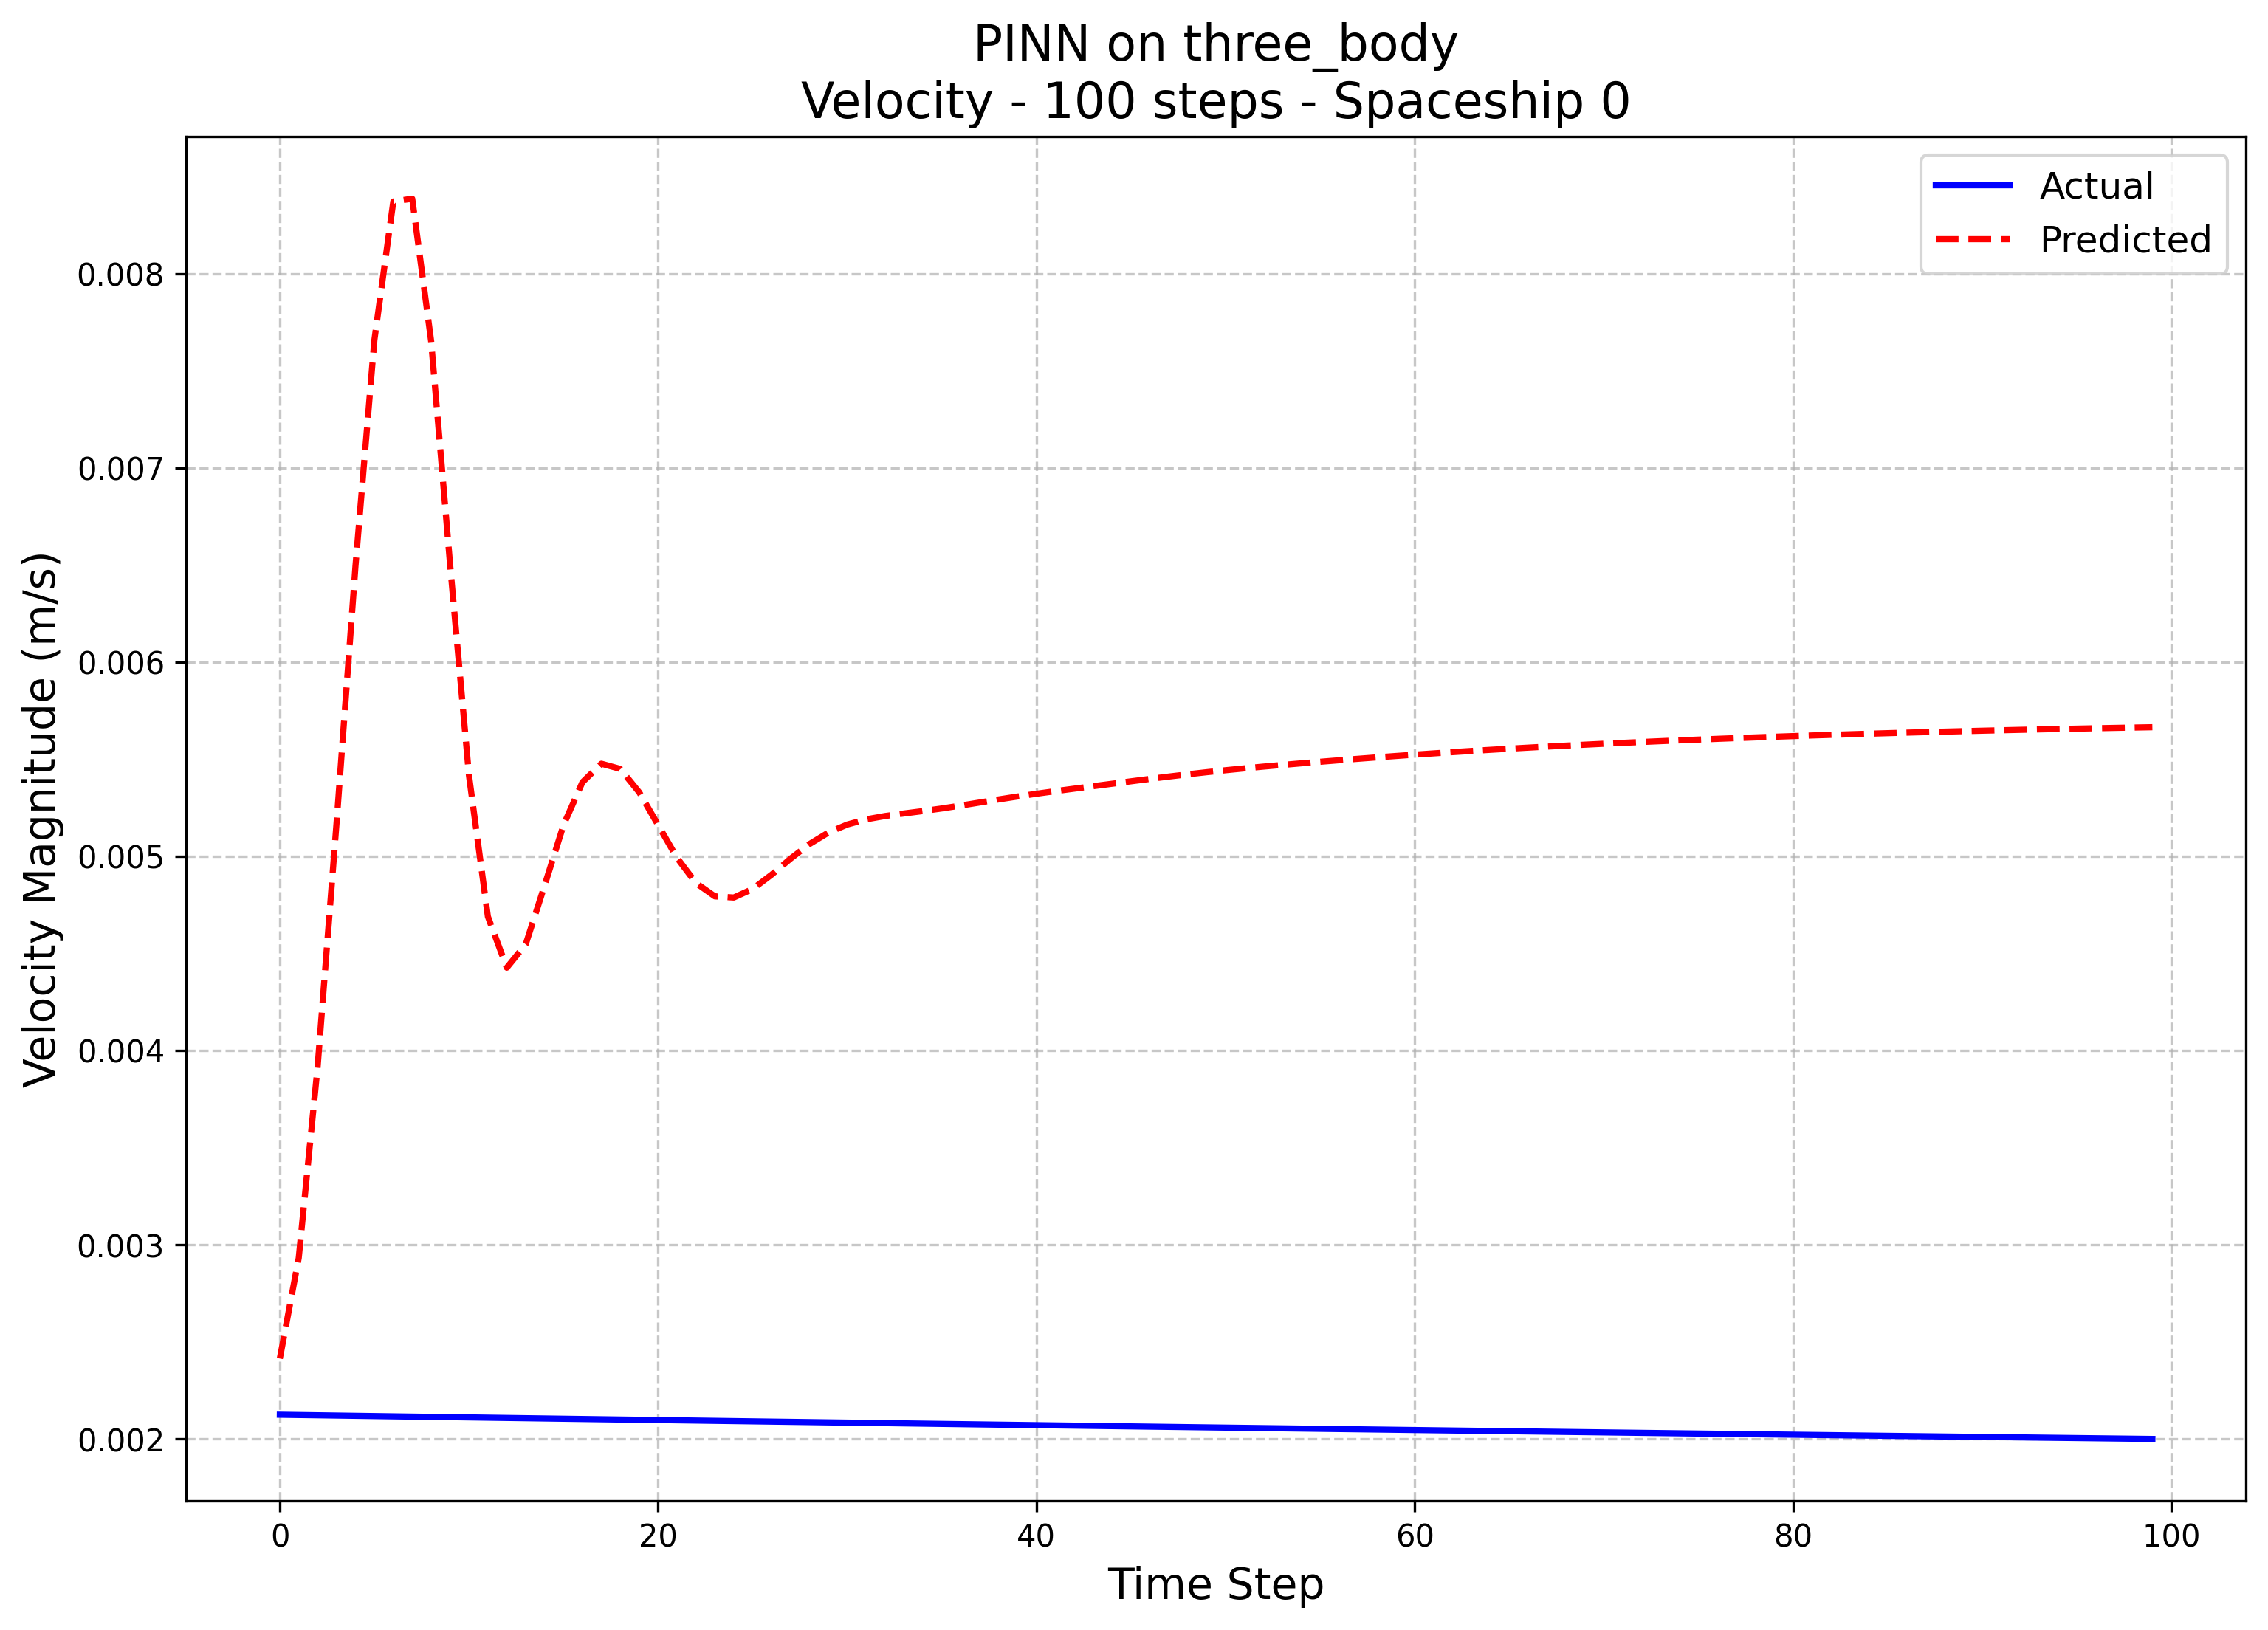 PINN on three_body
Velocity - 100 steps - Spaceship 0
Actual
Predicted
Velocity Magnitude (m/s)
0.008
0.007
0.006
0.005
0.004
0.003
0.002
0 20 40 60 80 100
Time Step